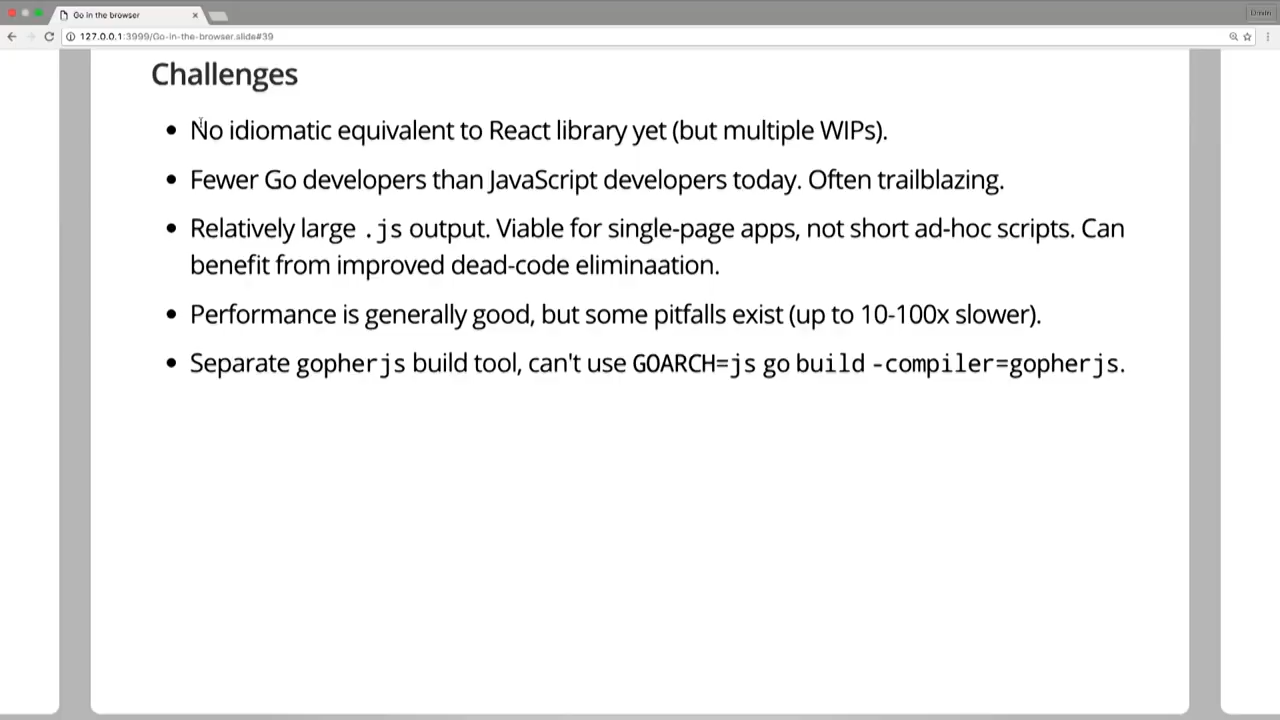 Go in the browser
Dmitri
127.0.0.1:3999/Go-in-the-browser.slide#39
Challenges
No idiomatic equivalent to React library yet (but multiple WIPs).
Fewer Go developers than JavaScript developers today. Often trailblazing.
Relatively large .js output. Viable for single-page apps, not short ad-hoc scripts. Can
benefit from improved dead-code eliminaation.
Performance is generally good, but some pitfalls exist (up to 10-100x slower).
Separate gopherjs build tool, can't use GOARCH=js go build -compiler=gopherjs.